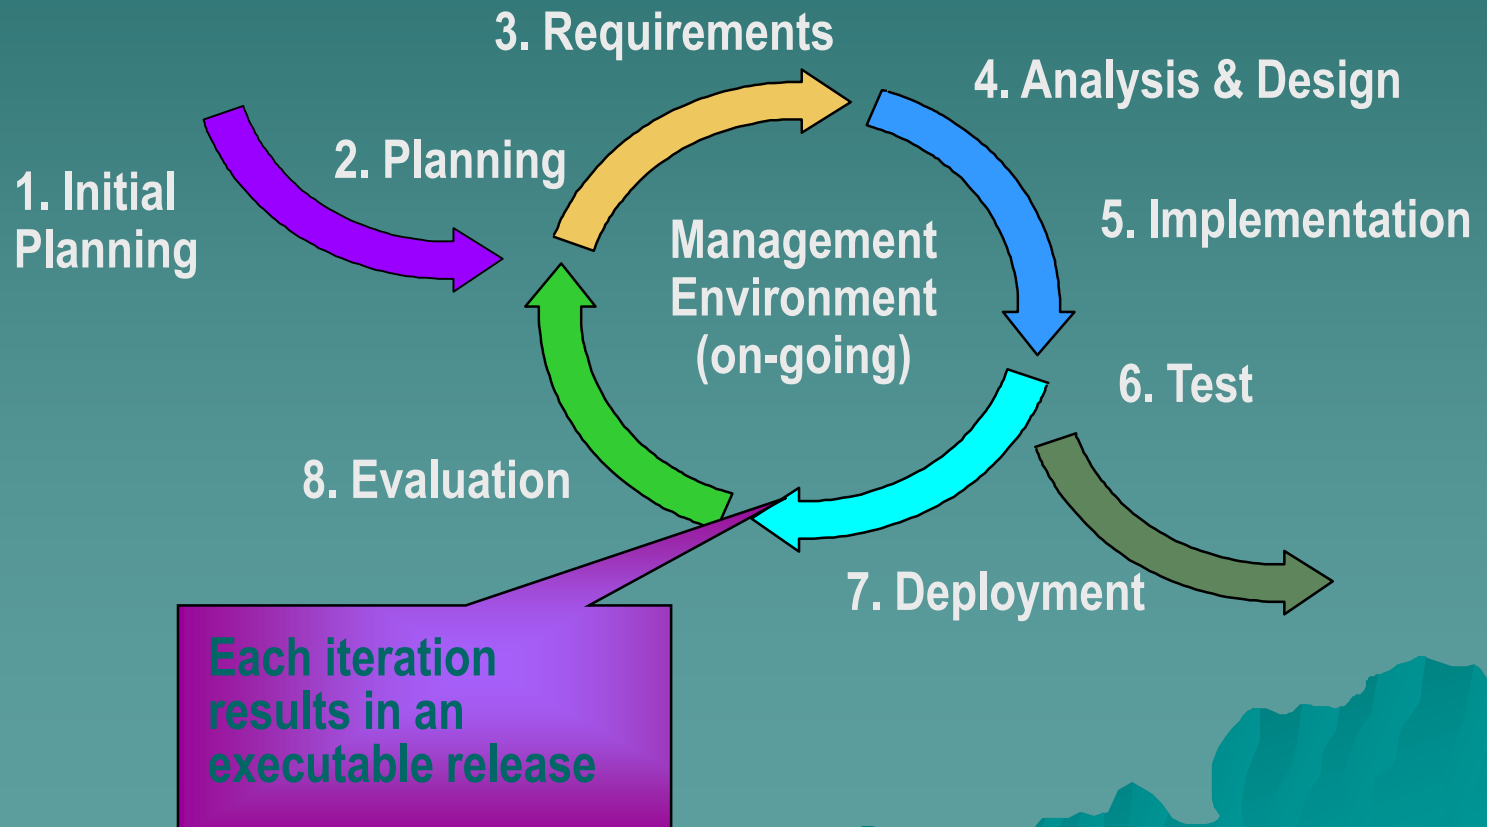 3. Requirements
4. Analysis & Design
2. Planning
1. Initial
Planning
5. Implementation
Management
Environment
(on-going)
6. Test
8. Evaluation
7. Deployment
Each iteration
results in an
executable release